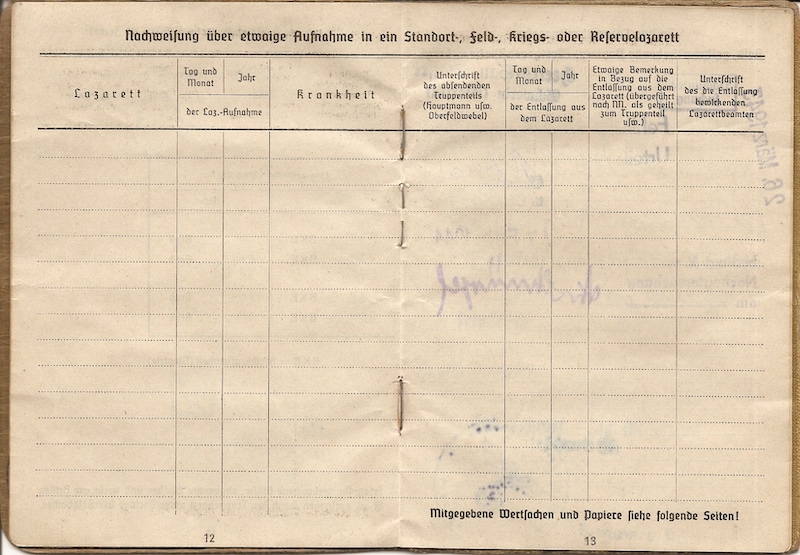 Nachweisung über etwaige Aufnahme in ein Standort-, Feld-, Kriegs- oder Reservelazarett
Lazarett
Tag und
Monat
Jahr
der Laz.-Aufnahme
Krankheit
Unterschrift
des absendenden
Truppenteils
(Hauptmann usw.
Oberfeldwebel)
Tag und
Monat
Jahr
der Entlassung aus
dem Lazarett
Etwaige Bemerkung
in Bezug auf die
Entlassung aus dem
Lazarett (übergeführt
nach NN. als geheilt
zum Truppenteil
usw.)
Unterschrift
des die Entlassung
bewirkenden
Lazarettbeamten
Mitgegebene Wertsachen und Papiere siehe folgende Seiten!
12
13